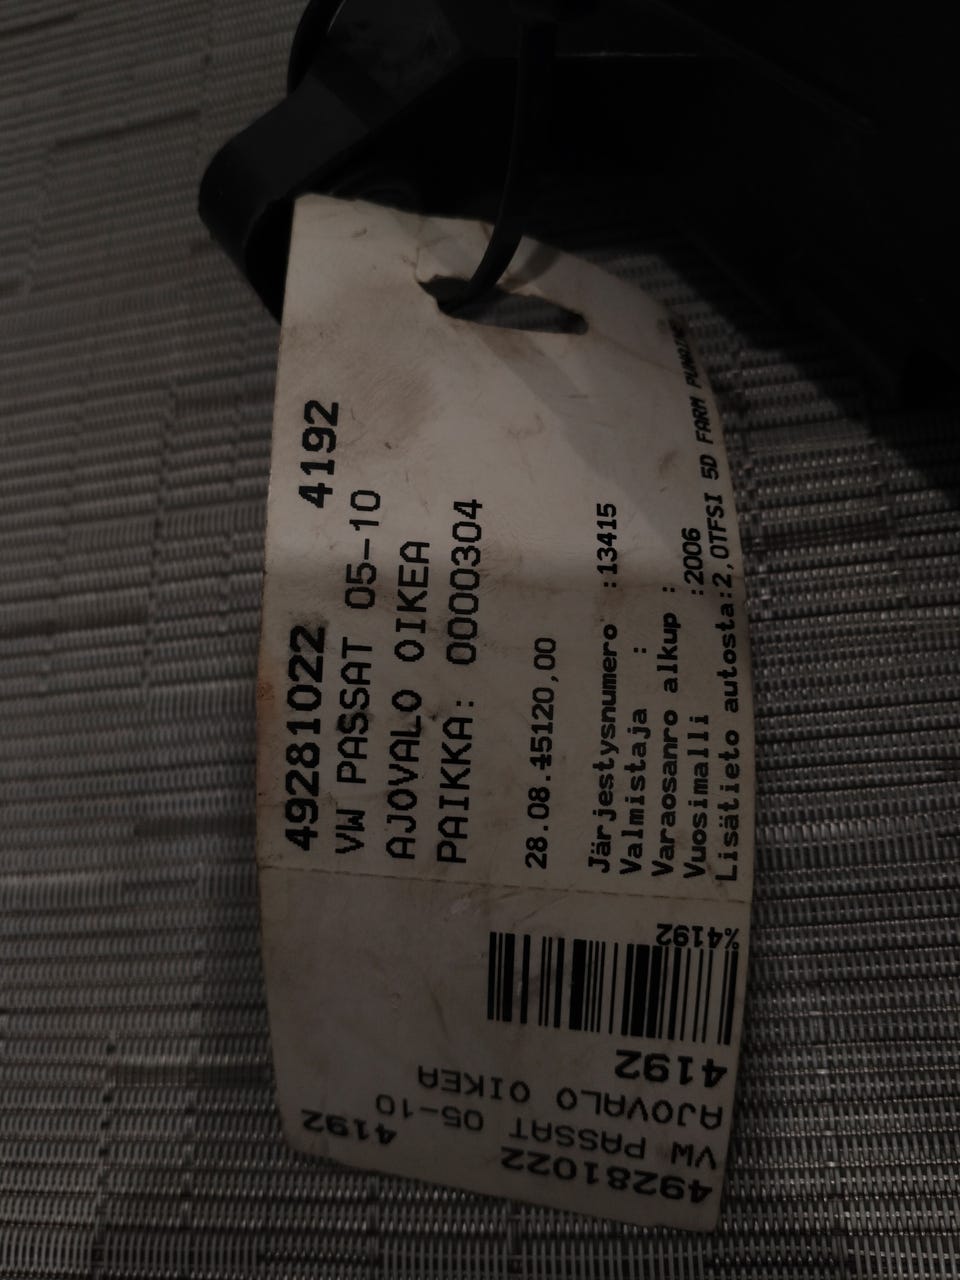 49281022 4192
VW PASSAT 05-10
AJOVALO OIKEA
PAIKKA: 0000304
28.08.15120,00
Järjestysnumero :13415
Valmistaja :
Varaosanro alkup :
Vuosimalli :2006
Lisätieto autosta:2,0TFSI 5D FARM
%4192
4192
AJOVALO OIKEA
VW PASSAT 05-10
49281022 4192